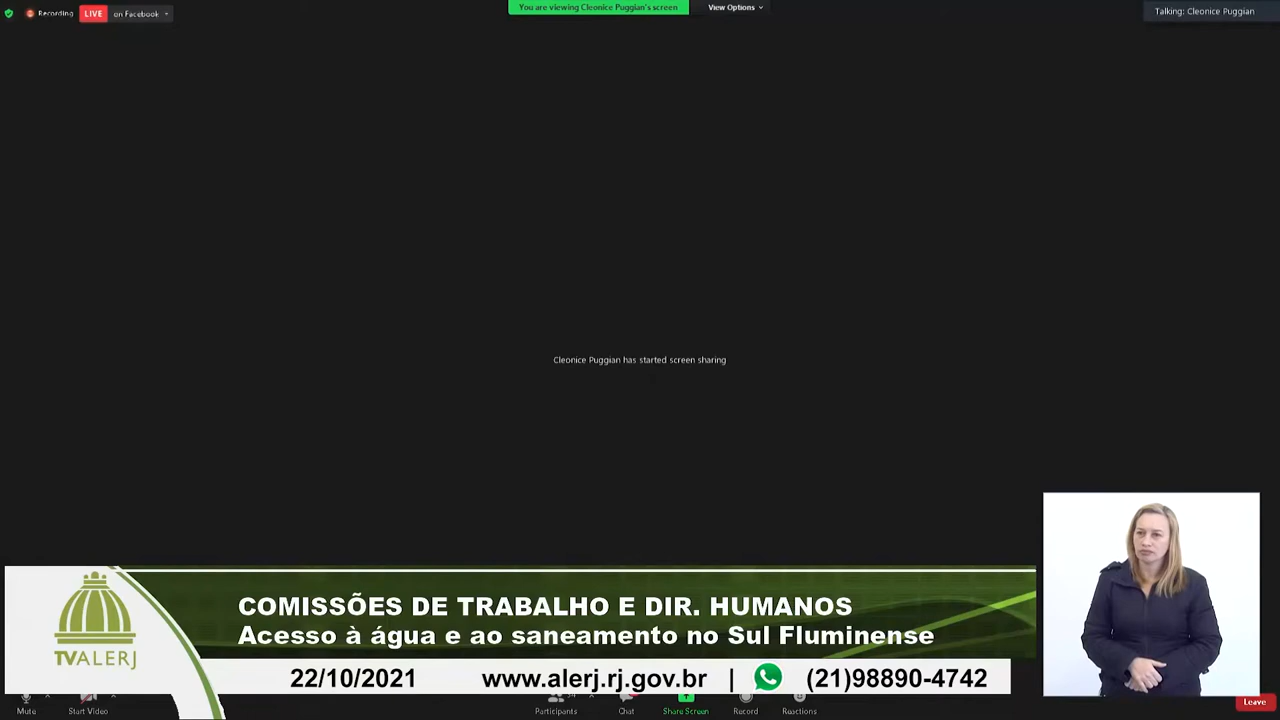 Recording LIVE on Facebook
You are viewing Cleonice Puggian's screen View Options
Talking: Cleonice Puggian
Cleonice Puggian has started screen sharing
COMISSÕES DE TRABALHO E DIR. HUMANOS
Acesso à água e ao saneamento no Sul Fluminense
TVALERJ
22/10/2021 www.alerj.rj.gov.br | (21)98890-4742
Mute Start Video Participants Chat Share Screen Record Reactions Leave